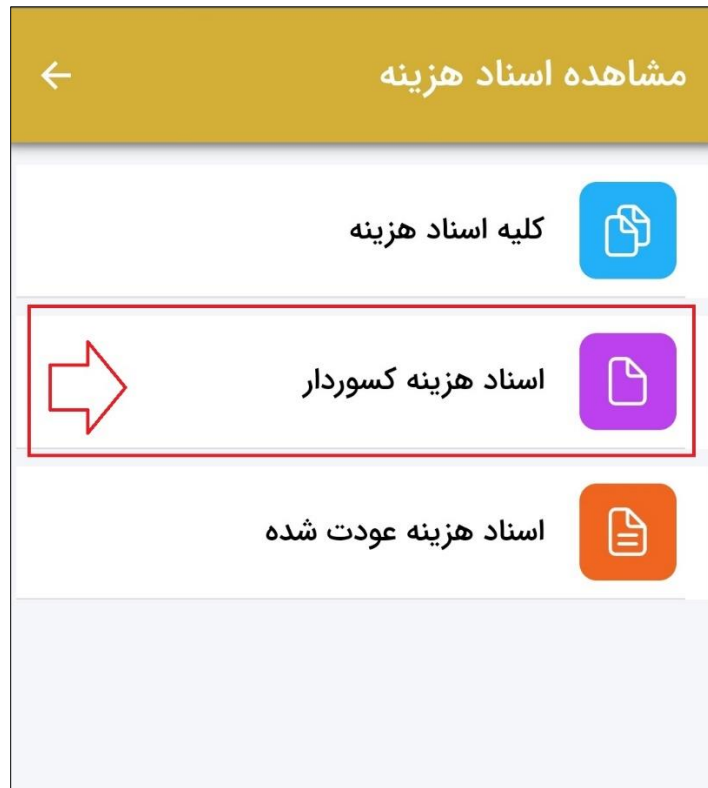 مشاهده اسناد هزینه
کلیه اسناد هزینه
اسناد هزینه کسوردار
اسناد هزینه عودت شده